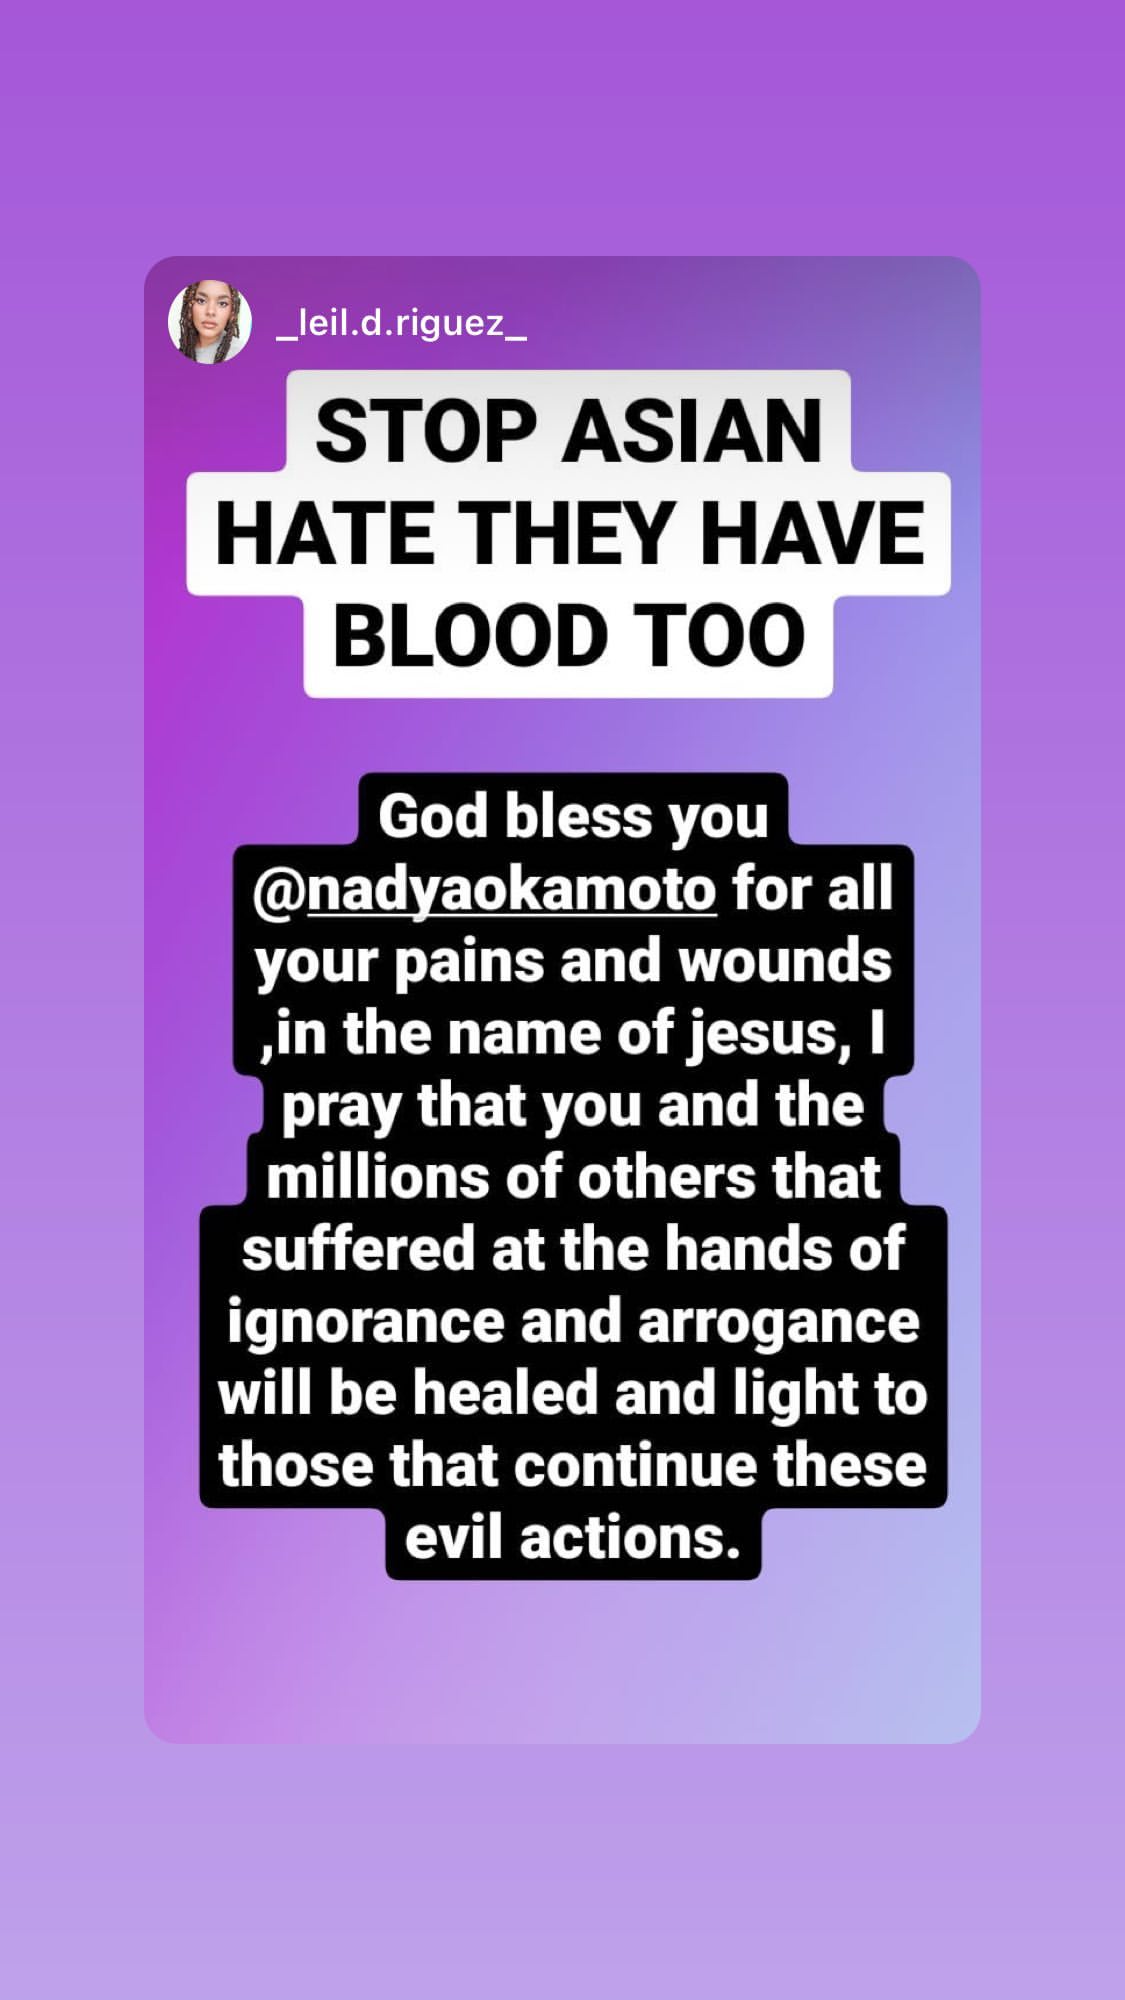 _leil.d.riguez_
STOP ASIAN
HATE THEY HAVE
BLOOD TOO
God bless you
@nadyaokamoto for all
your pains and wounds
,in the name of jesus, I
pray that you and the
millions of others that
suffered at the hands of
ignorance and arrogance
will be healed and light to
those that continue these
evil actions.